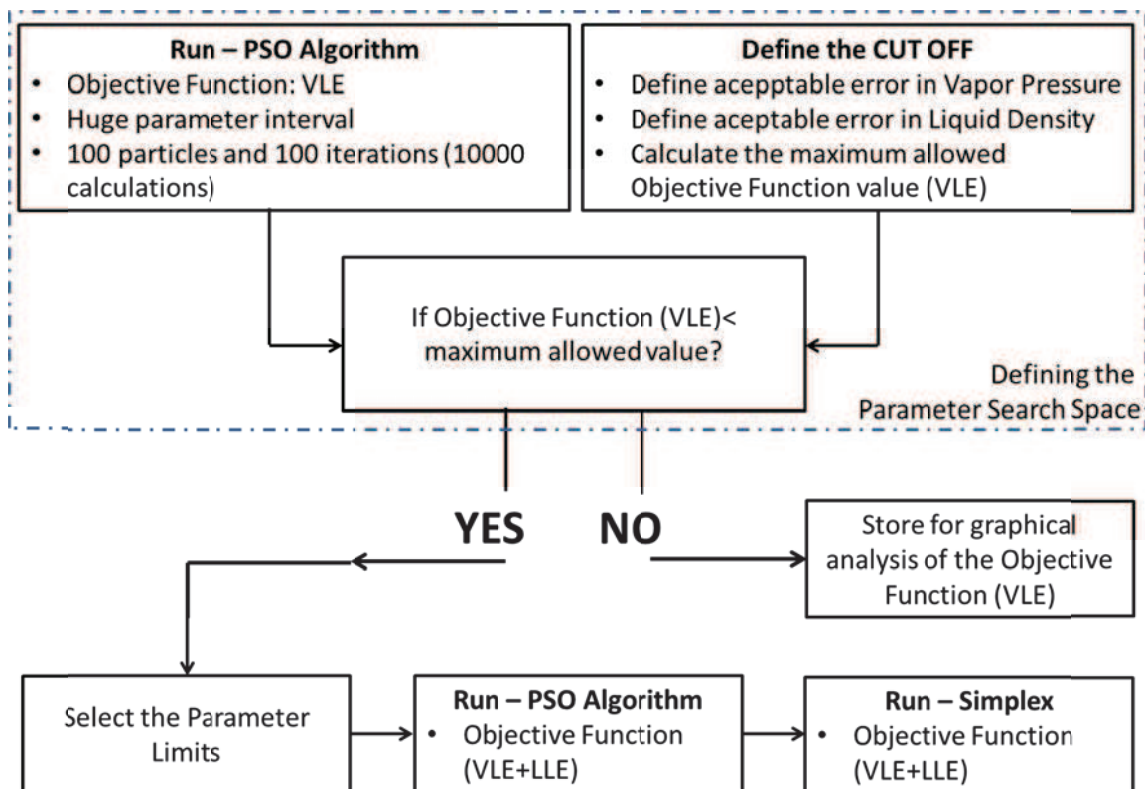 Run – PSO Algorithm
• Objective Function: VLE
• Huge parameter interval
• 100 particles and 100 iterations (10000
calculations)
Define the CUT OFF
• Define acepptable error in Vapor Pressure
• Define aceptable error in Liquid Density
• Calculate the maximum allowed
Objective Function value (VLE)
If Objective Function (VLE)<
maximum allowed value?
Defining the
Parameter Search Space
YES
NO
Store for graphical
analysis of the Objective
Function (VLE)
Select the Parameter
Limits
Run – PSO Algorithm
• Objective Function
(VLE+LLE)
Run – Simplex
• Objective Function
(VLE+LLE)